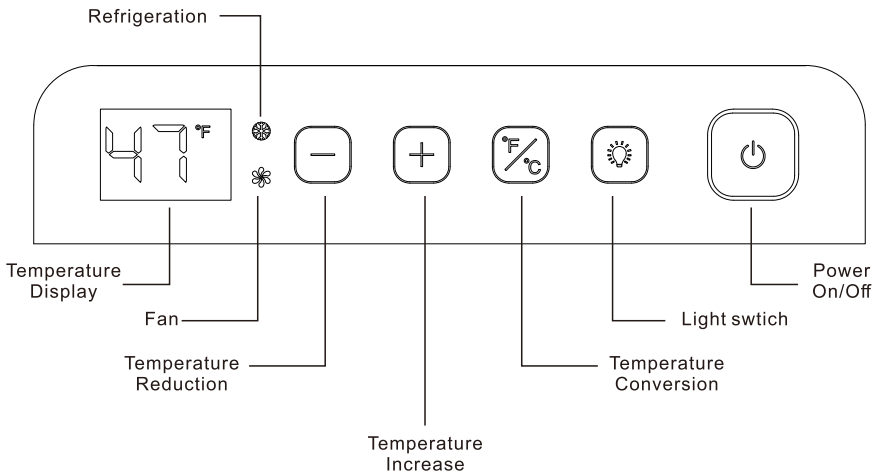 Refrigeration
47 °F
°F/°C
Temperature
Display
Fan
Temperature
Reduction
Temperature
Increase
Temperature
Conversion
Light swtich
Power
On/Off